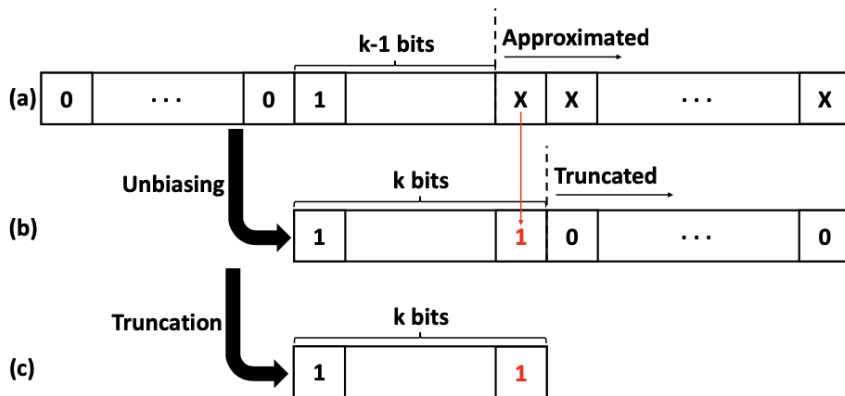 k-1 bits
Approximated
(a) 0 ... 0 1 X X ... X
Unbiasing
k bits
Truncated
(b) 1 1 0 ... 0
Truncation
k bits
(c) 1 1